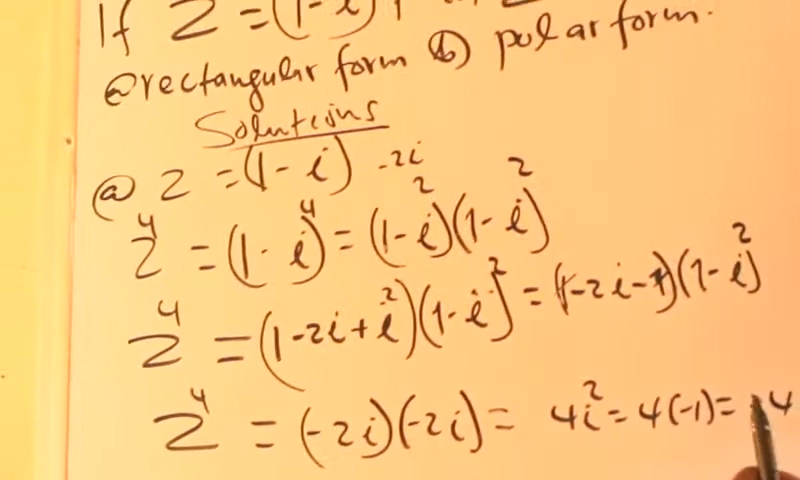 If Z = (1-i)
@ rectangular form ⓑ polar form.
Solutions
@ z = (1-i) -2i
z⁴ = (1-i)⁴ = (1-i)²(1-i)²
z⁴ = (1-2i+i²)(1-i)² = (1-2i-1)(1-i)²
z⁴ = (-2i)(-2i) = 4i² = 4(-1) = 4